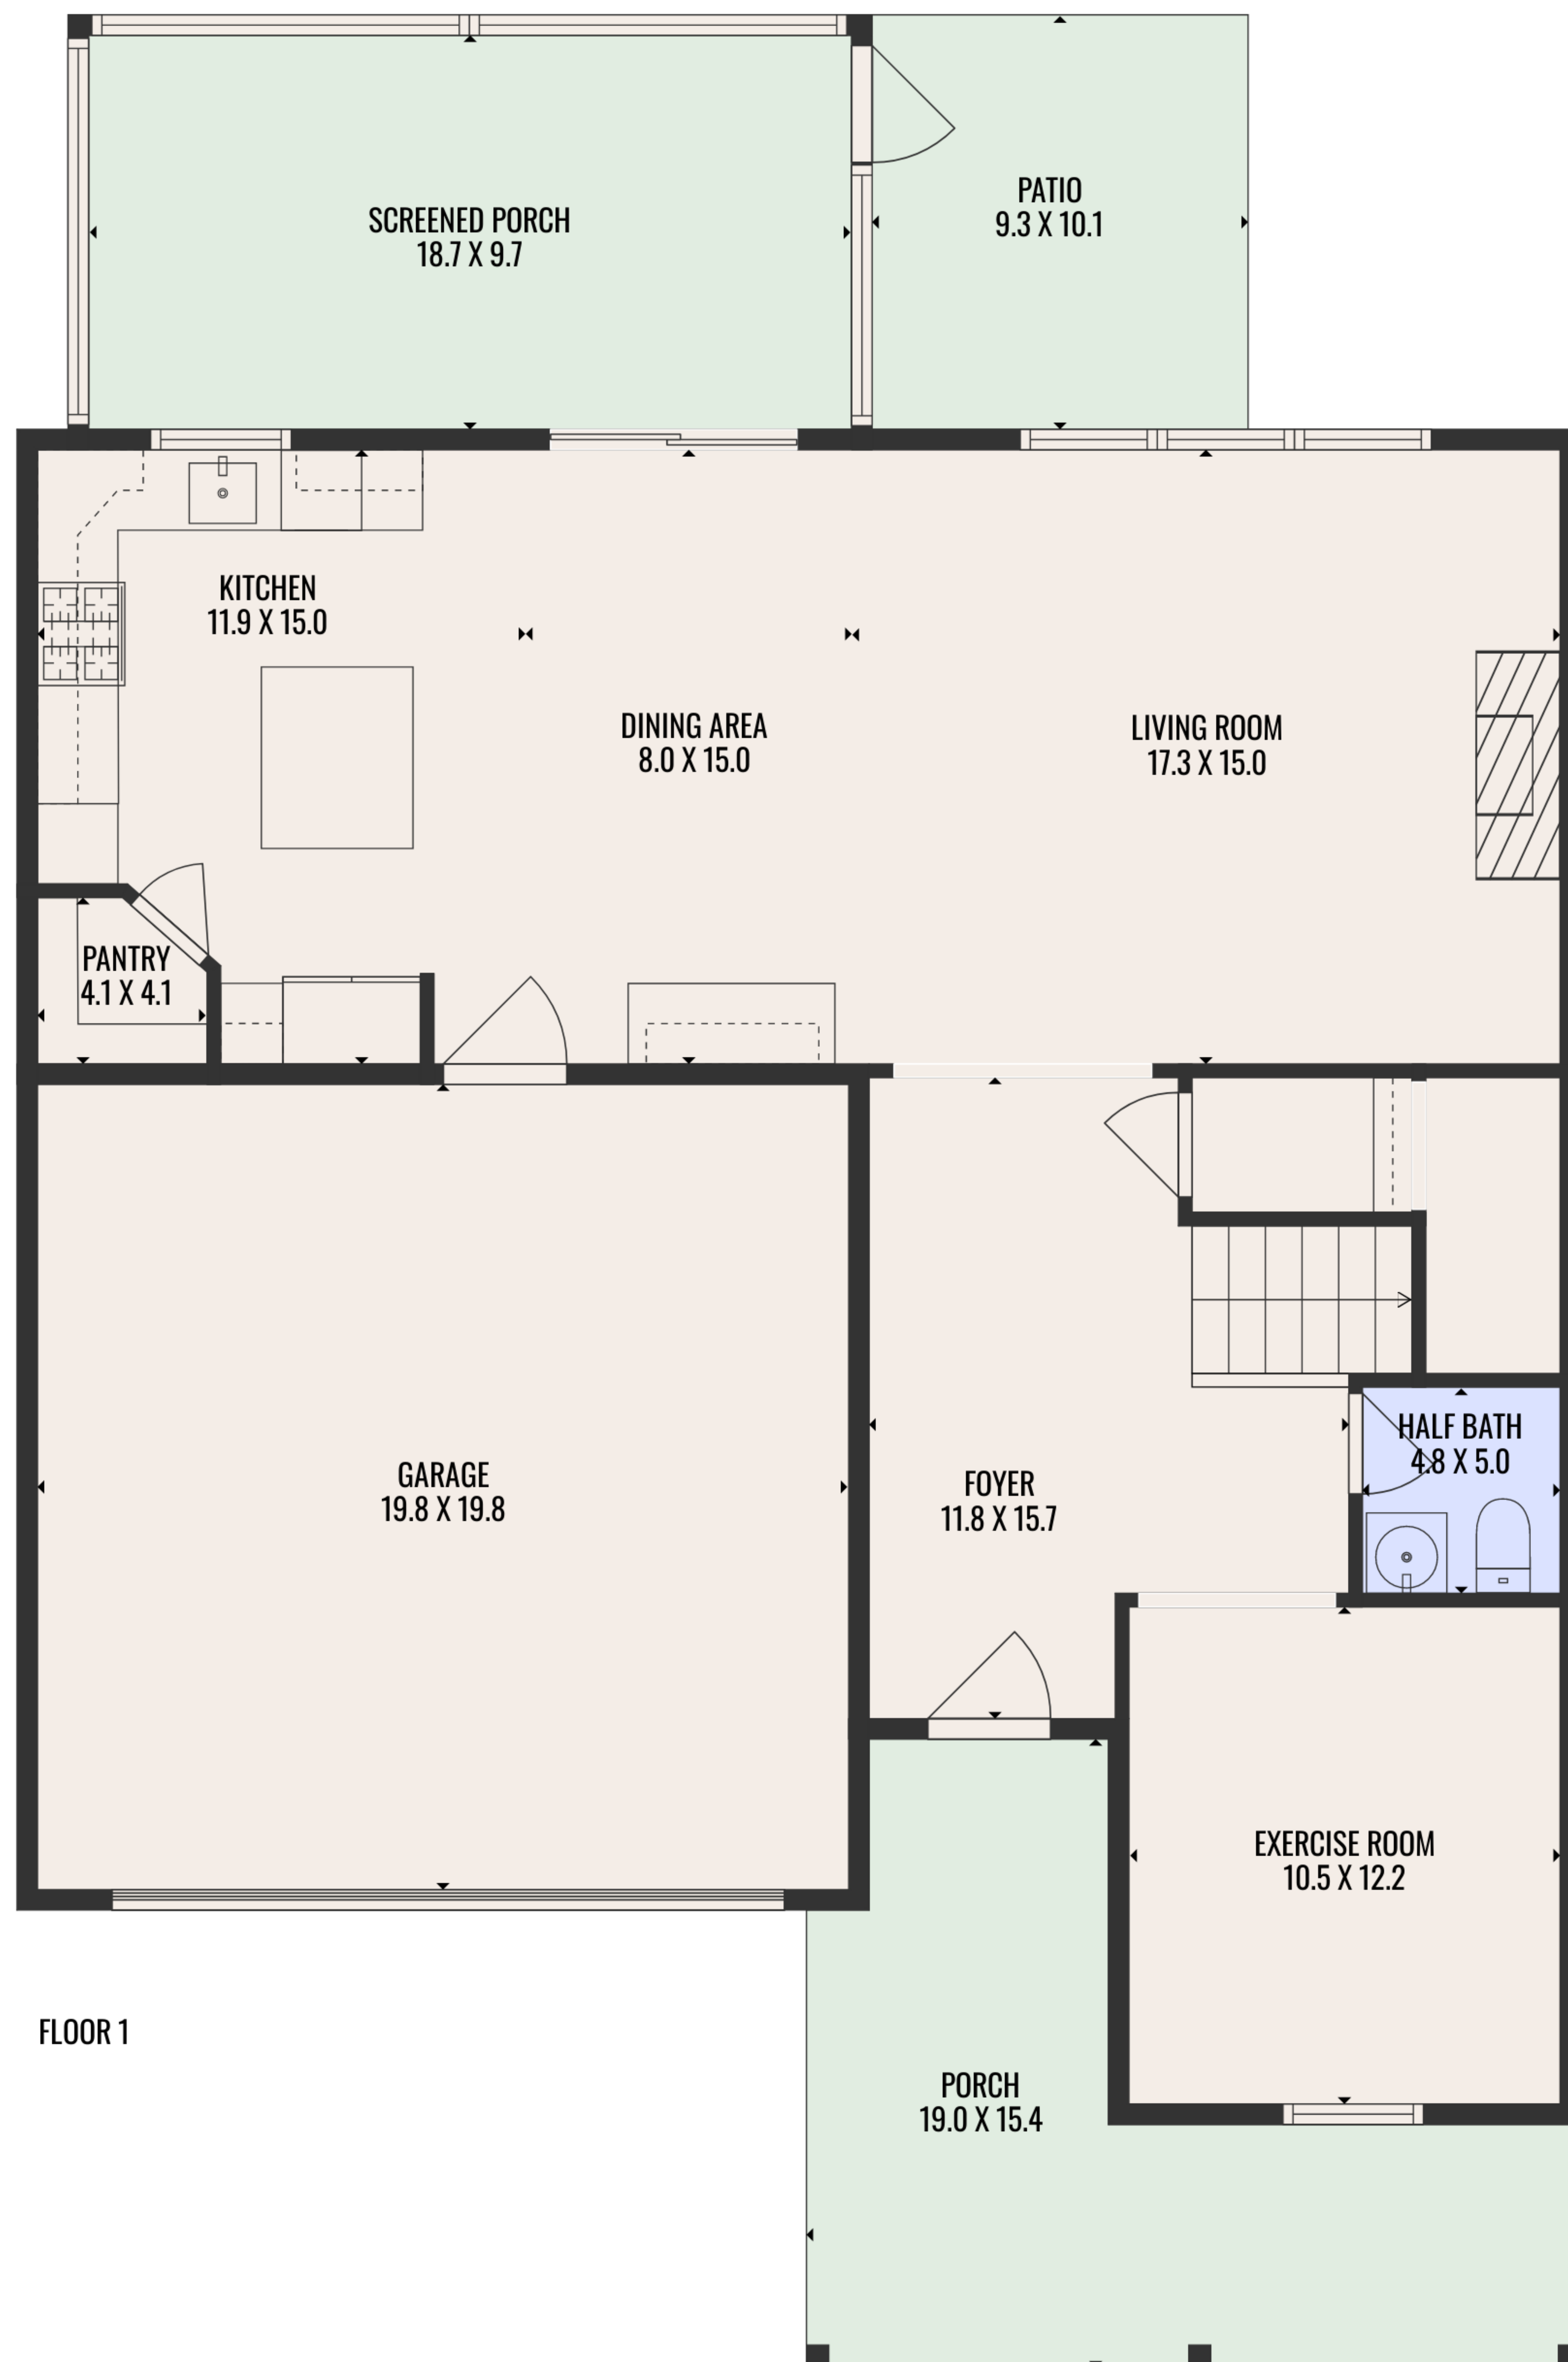 SCREENED PORCH
18.7 X 9.7
PATIO
9.3 X 10.1
KITCHEN
11.9 X 15.0
DINING AREA
8.0 X 15.0
LIVING ROOM
17.3 X 15.0
PANTRY
4.1 X 4.1
GARAGE
19.8 X 19.8
FOYER
11.8 X 15.7
HALF BATH
4.8 X 5.0
EXERCISE ROOM
10.5 X 12.2
FLOOR 1
PORCH
19.0 X 15.4